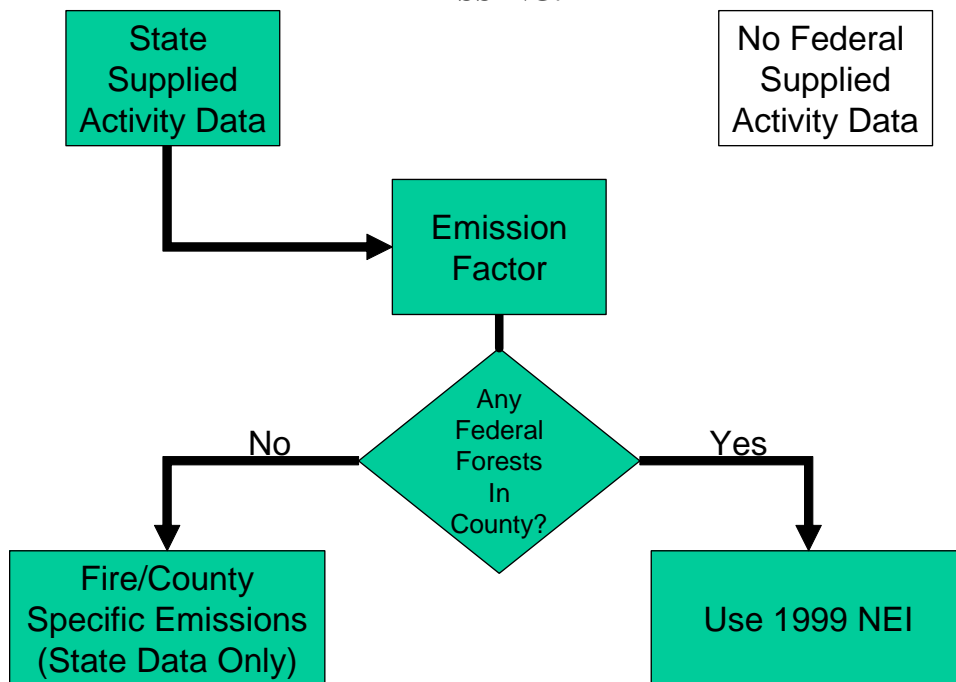 State
Supplied
Activity Data
No Federal
Supplied
Activity Data
Emission
Factor
Any
Federal
Forests
In
County?
No
Yes
Fire/County
Specific Emissions
(State Data Only)
Use 1999 NEI